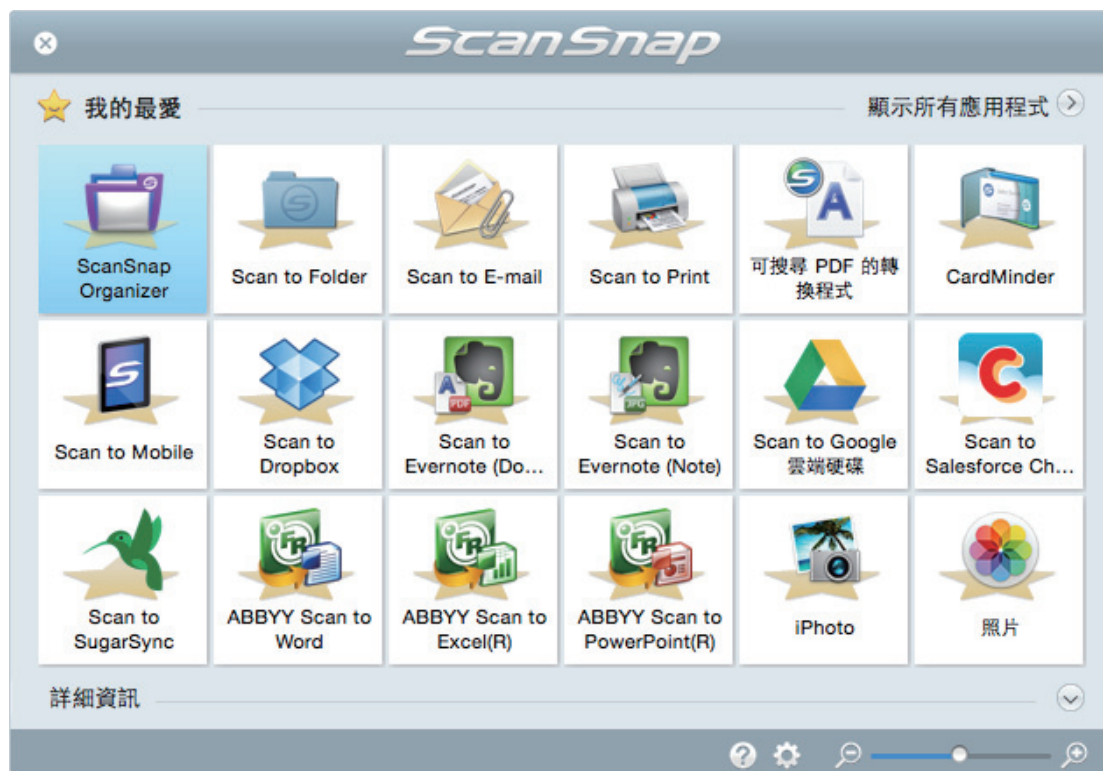 ScanSnap
我的最愛
顯示所有應用程式
ScanSnap
Organizer
Scan to Folder
Scan to E-mail
Scan to Print
可搜尋 PDF 的轉
換程式
CardMinder
Scan to Mobile
Scan to
Dropbox
Scan to
Evernote (Do...
Scan to
Evernote (Note)
Scan to Google
雲端硬碟
Scan to
Salesforce Ch...
Scan to
SugarSync
ABBYY Scan to
Word
ABBYY Scan to
Excel(R)
ABBYY Scan to
PowerPoint(R)
iPhoto
照片
詳細資訊